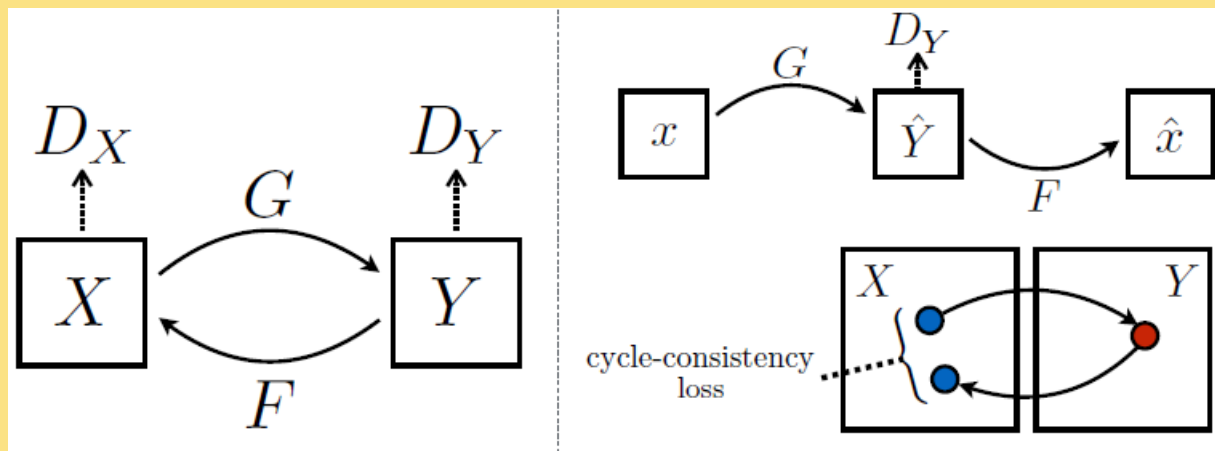 D_X
D_Y
G
X
Y
F
D_Y
G
x
Ŷ
x̂
F
X
Y
cycle-consistency
loss